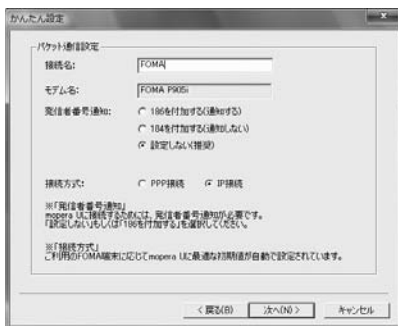 かんたん設定
パケット通信設定
接続名: FOMA
モデム名: FOMA P905i
発信者番号通知: 186を付加する(通知する)
184を付加する(通知しない)
設定しない(推奨)
接続方式: PPP接続 IP接続
※「発信者番号通知」
mopera Uに接続するためには、発信者番号通知が必要です。
「設定しない」もしくは「186を付加する」を選択してください。
※「接続方式」
ご利用のFOMA端末に応じてmopera Uに最適な初期値が自動で設定されています。
< 戻る(B) 次へ(N) > キャンセル